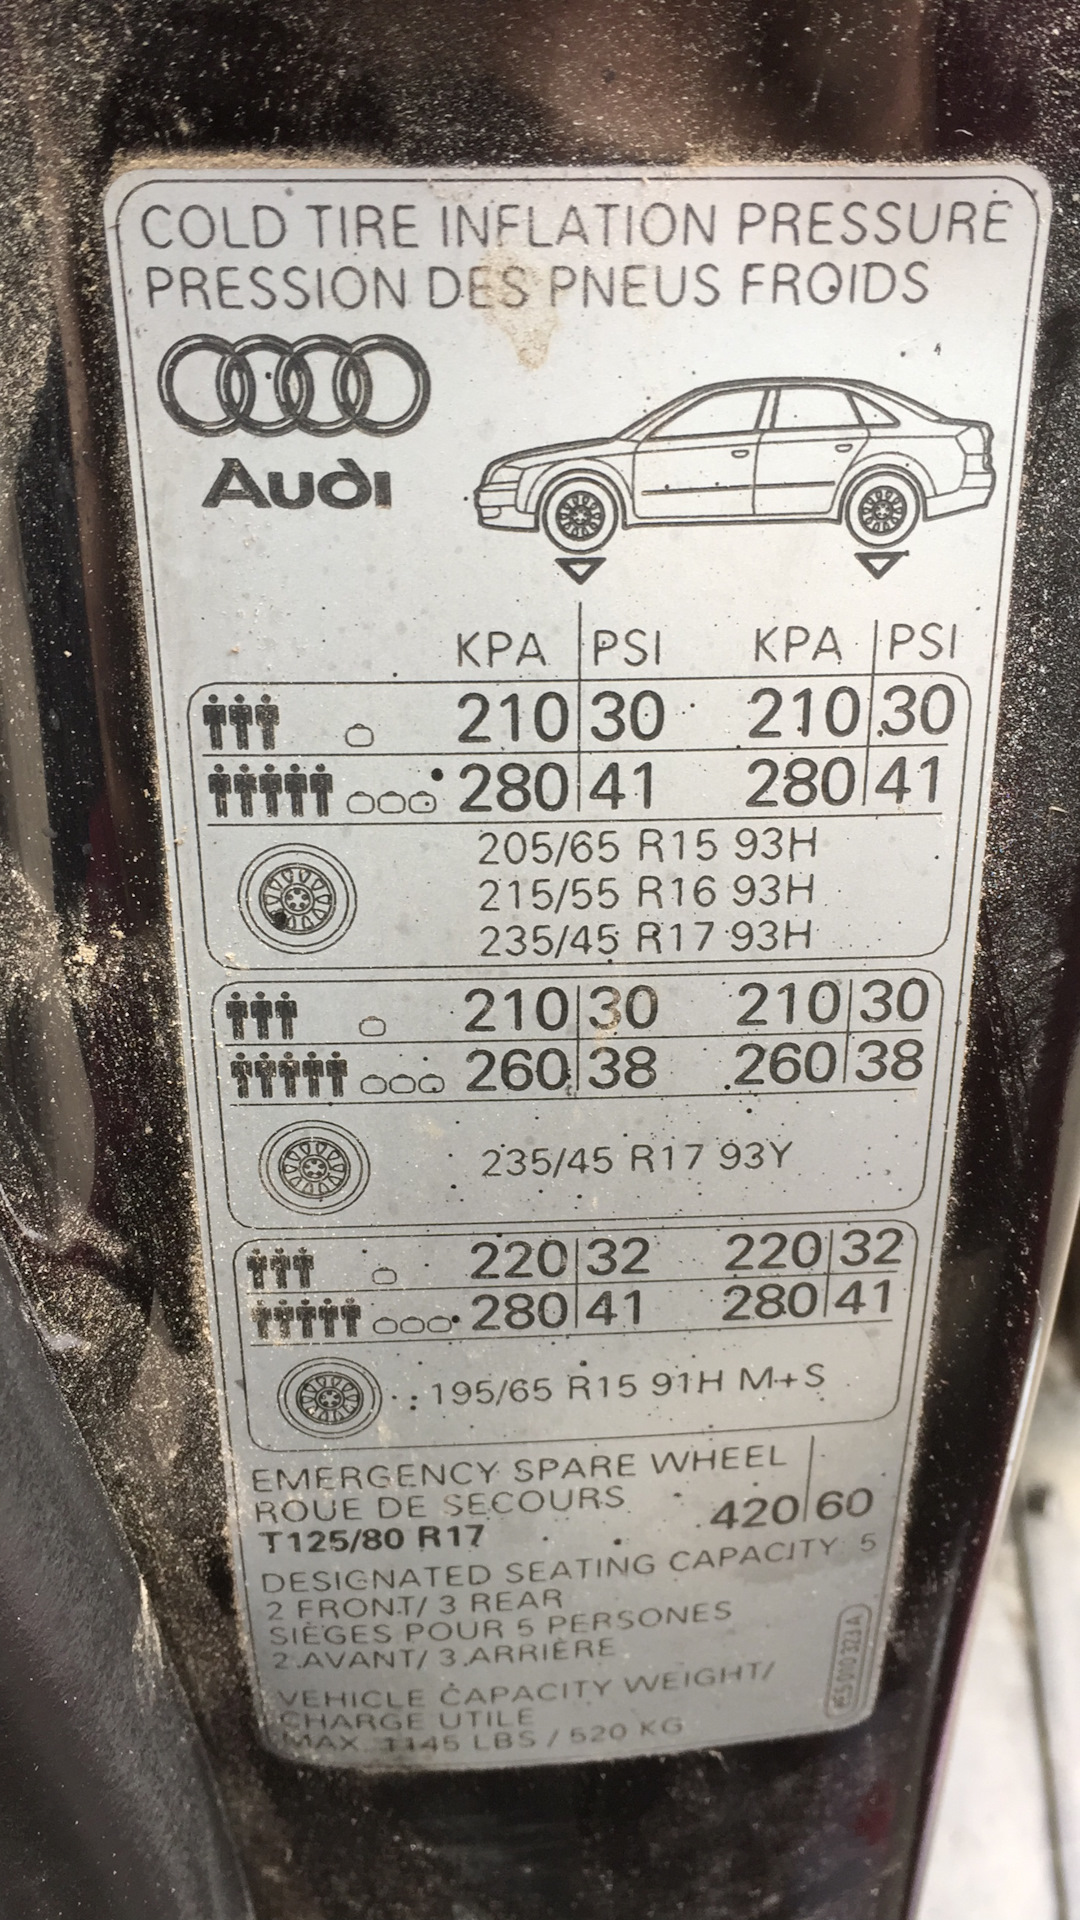 COLD TIRE INFLATION PRESSURE
PRESSION DES PNEUS FROIDS
Audi
KPA PSI KPA PSI
210 30 210 30
280 41 280 41
205/65 R15 93H
215/55 R16 93H
235/45 R17 93H
210 30 210 30
260 38 260 38
235/45 R17 93Y
220 32 220 32
280 41 280 41
195/65 R15 91H M+S
EMERGENCY SPARE WHEEL
ROUE DE SECOURS 420 60
T125/80 R17
DESIGNATED SEATING CAPACITY 5
2 FRONT/ 3 REAR
SIÈGES POUR 5 PERSONES
2 AVANT/ 3 ARRIÈRE
VEHICLE CAPACITY WEIGHT/
CHARGE UTILE
MAX. 1145 LBS / 520 KG